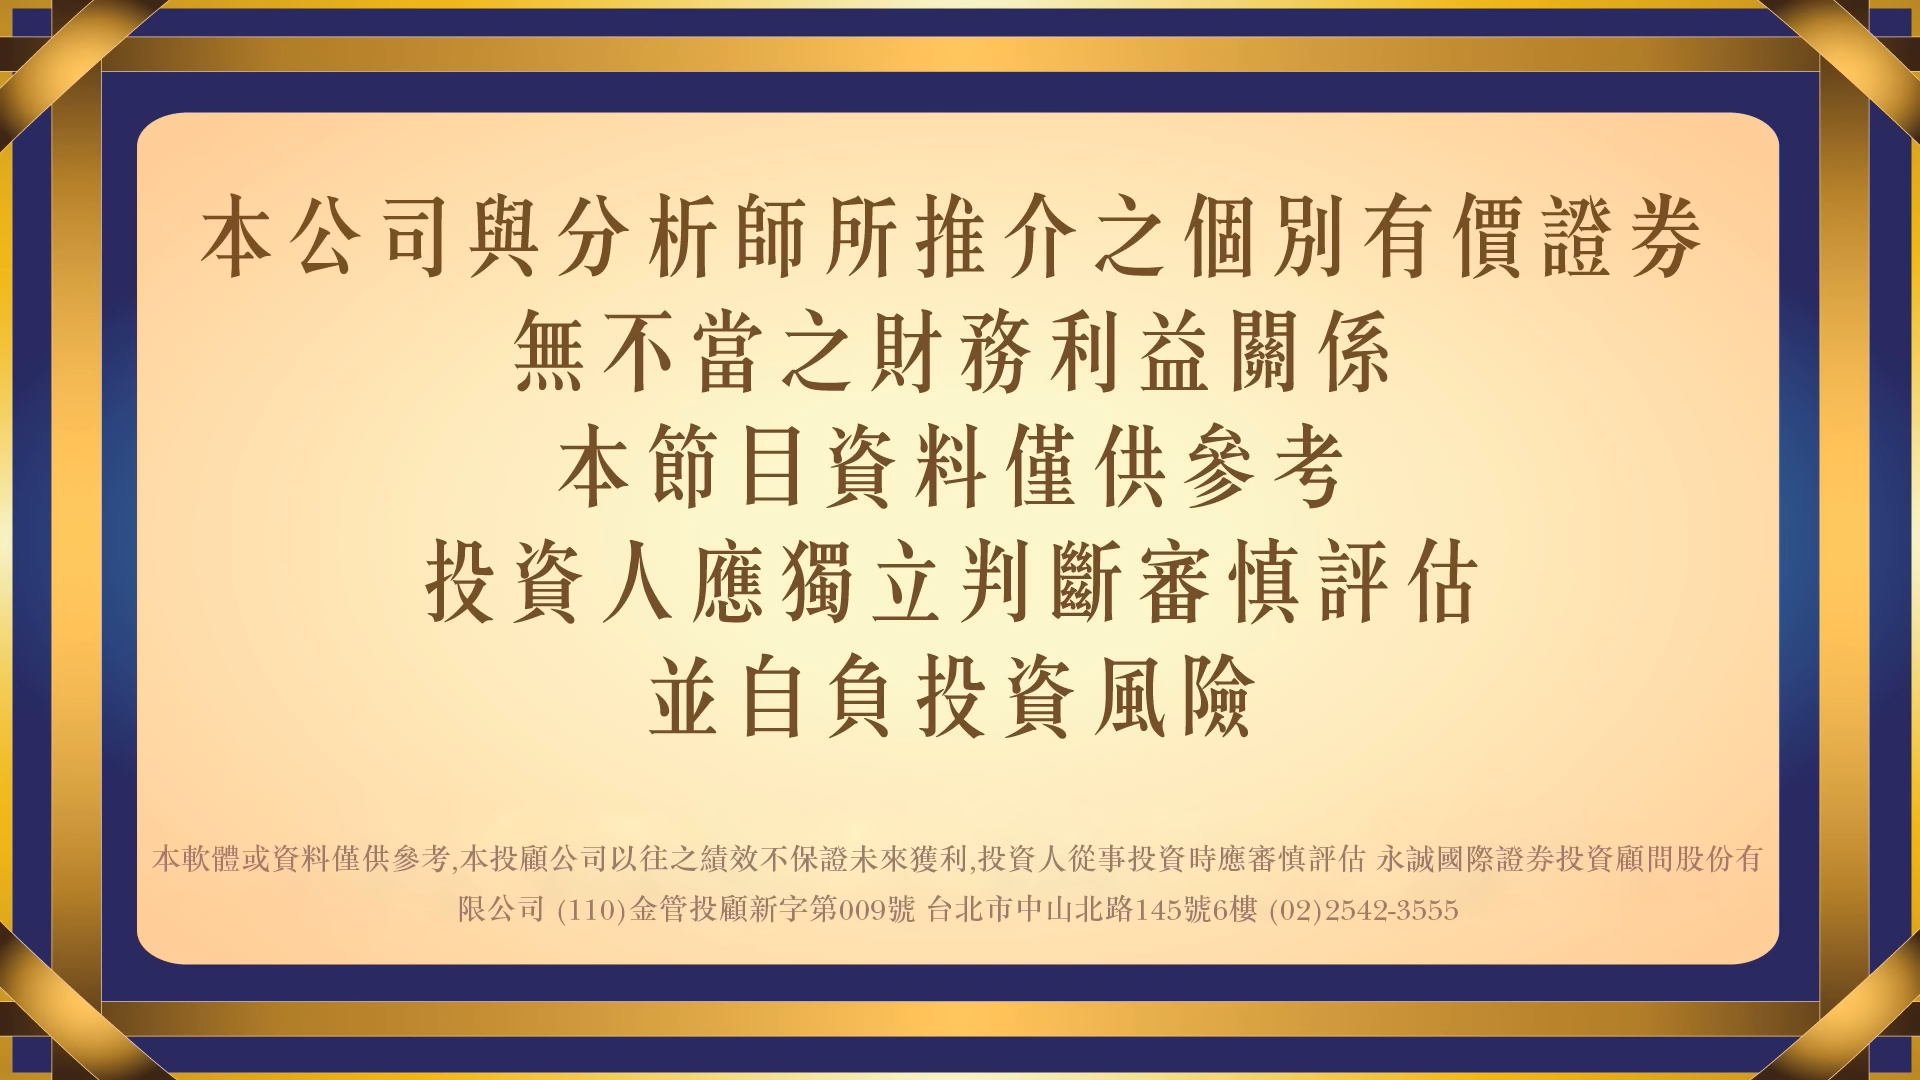 本公司與分析師所推介之個別有價證券
無不當之財務利益關係
本節目資料僅供參考
投資人應獨立判斷審慎評估
並自負投資風險
本軟體或資料僅供參考,本投顧公司以往之績效不保證未來獲利,投資人從事投資時應審慎評估 永誠國際證券投資顧問股份有
限公司 (110)金管投顧新字第009號 台北市中山北路145號6樓 (02)2542-3555